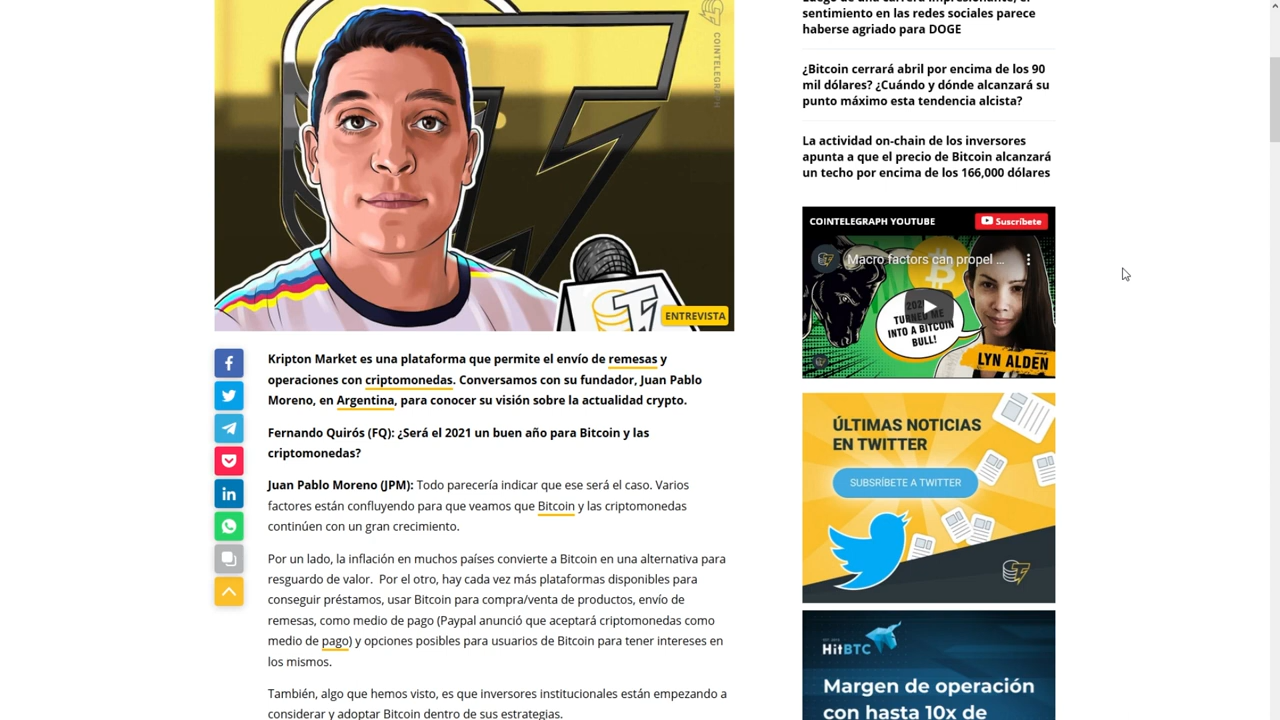 COINTELEGRAPH
ENTREVISTA
Kripton Market es una plataforma que permite el envío de remesas y
operaciones con criptomonedas. Conversamos con su fundador, Juan Pablo
Moreno, en Argentina, para conocer su visión sobre la actualidad crypto.
Fernando Quirós (FQ): ¿Será el 2021 un buen año para Bitcoin y las
criptomonedas?
Juan Pablo Moreno (JPM): Todo parecería indicar que ese será el caso. Varios
factores están confluyendo para que veamos que Bitcoin y las criptomonedas
continúen con un gran crecimiento.
Por un lado, la inflación en muchos países convierte a Bitcoin en una alternativa para
resguardo de valor. Por el otro, hay cada vez más plataformas disponibles para
conseguir préstamos, usar Bitcoin para compra/venta de productos, envío de
remesas, como medio de pago (Paypal anunció que aceptará criptomonedas como
medio de pago) y opciones posibles para usuarios de Bitcoin para tener intereses en
los mismos.
También, algo que hemos visto, es que inversores institucionales están empezando a
considerar y adoptar Bitcoin dentro de sus estrategias.
sentimiento en las redes sociales parece
haberse agriado para DOGE
¿Bitcoin cerrará abril por encima de los 90
mil dólares? ¿Cuándo y dónde alcanzará su
punto máximo esta tendencia alcista?
La actividad on-chain de los inversores
apunta a que el precio de Bitcoin alcanzará
un techo por encima de los 166,000 dólares
COINTELEGRAPH YOUTUBE
Suscríbete
Macro factors can propel ...
TURNED ME
INTO A BITCOIN
BULL!
LYN ALDEN
ÚLTIMAS NOTICIAS
EN TWITTER
SUBSRÍBETE A TWITTER
HitBTC
Margen de operación
con hasta 10x de